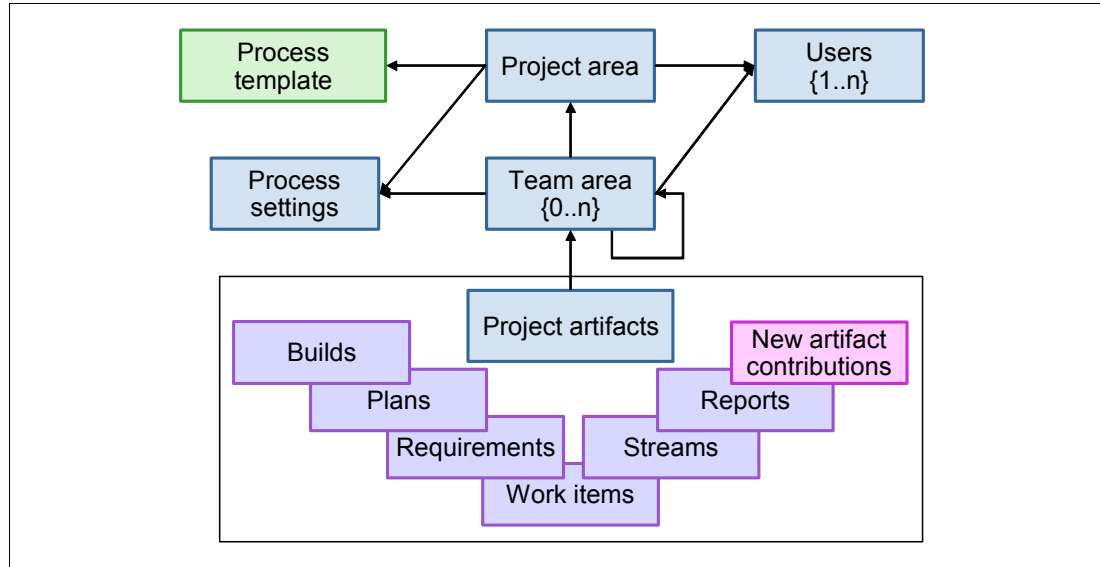 Process
template
Project area
Users
{1..n}
Process
settings
Team area
{0..n}
Project artifacts
New artifact
contributions
Builds
Plans
Reports
Requirements
Streams
Work items